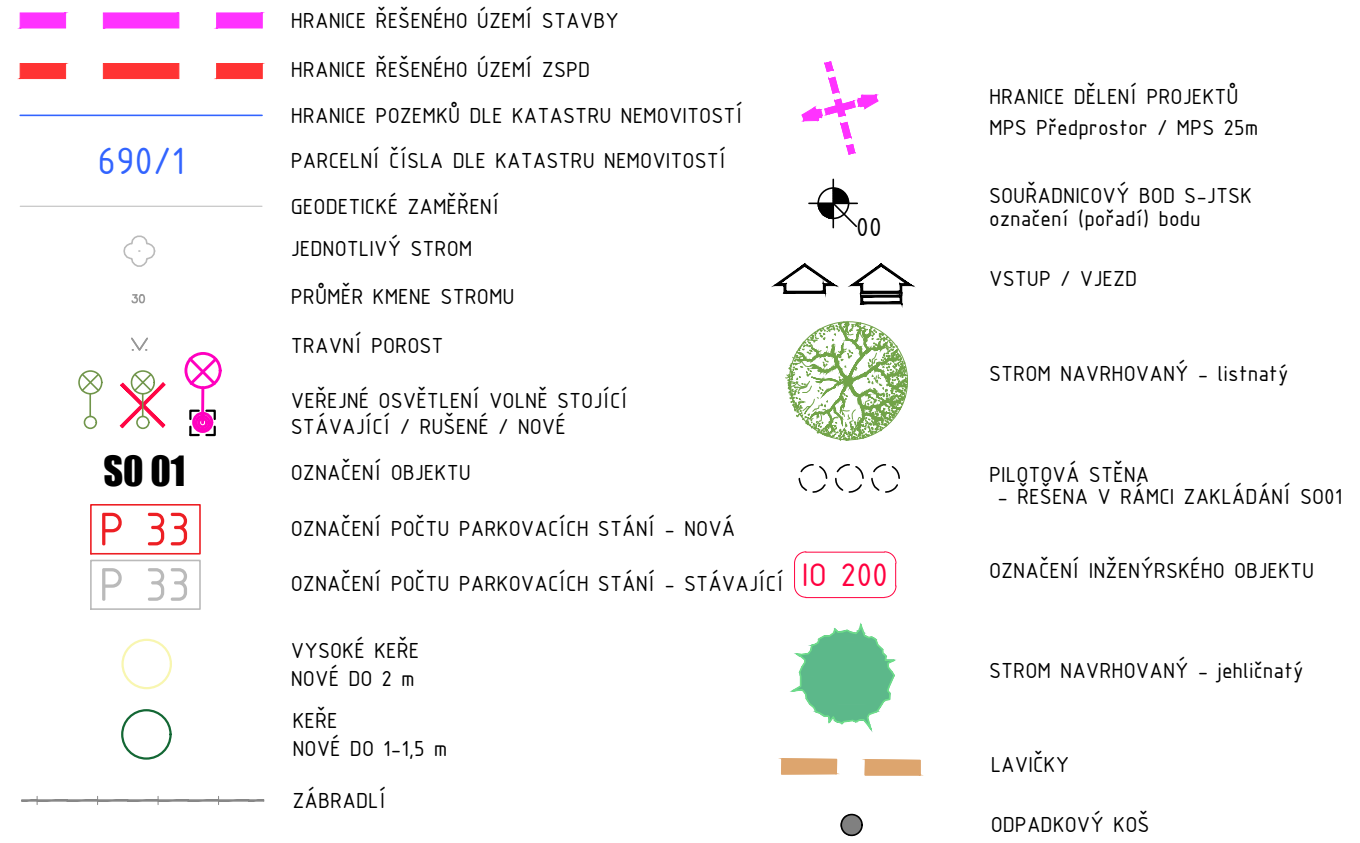 HRANICE ŘEŠENÉHO ÚZEMÍ STAVBY
HRANICE ŘEŠENÉHO ÚZEMÍ ZSPD
HRANICE POZEMKŮ DLE KATASTRU NEMOVITOSTÍ
690/1
PARCELNÍ ČÍSLA DLE KATASTRU NEMOVITOSTÍ
GEODETICKÉ ZAMĚŘENÍ
JEDNOTLIVÝ STROM
30
PRŮMĚR KMENE STROMU
TRAVNÍ POROST
VEŘEJNÉ OSVĚTLENÍ VOLNĚ STOJÍCÍ
STÁVAJÍCÍ / RUŠENÉ / NOVÉ
SO 01
OZNAČENÍ OBJEKTU
P 33
OZNAČENÍ POČTU PARKOVACÍCH STÁNÍ - NOVÁ
P 33
OZNAČENÍ POČTU PARKOVACÍCH STÁNÍ - STÁVAJÍCÍ
VYSOKÉ KEŘE
NOVÉ DO 2 m
KEŘE
NOVÉ DO 1-1,5 m
ZÁBRADLÍ
HRANICE DĚLENÍ PROJEKTŮ
MPS Předprostor / MPS 25m
00
SOUŘADNICOVÝ BOD S-JTSK
označení (pořadí) bodu
VSTUP / VJEZD
STROM NAVRHOVANÝ - listnatý
PILOTOVÁ STĚNA
- ŘEŠENA V RÁMCI ZAKLÁDÁNÍ SO01
IO 200
OZNAČENÍ INŽENÝRSKÉHO OBJEKTU
STROM NAVRHOVANÝ - jehličnatý
LAVIČKY
ODPADKOVÝ KOŠ